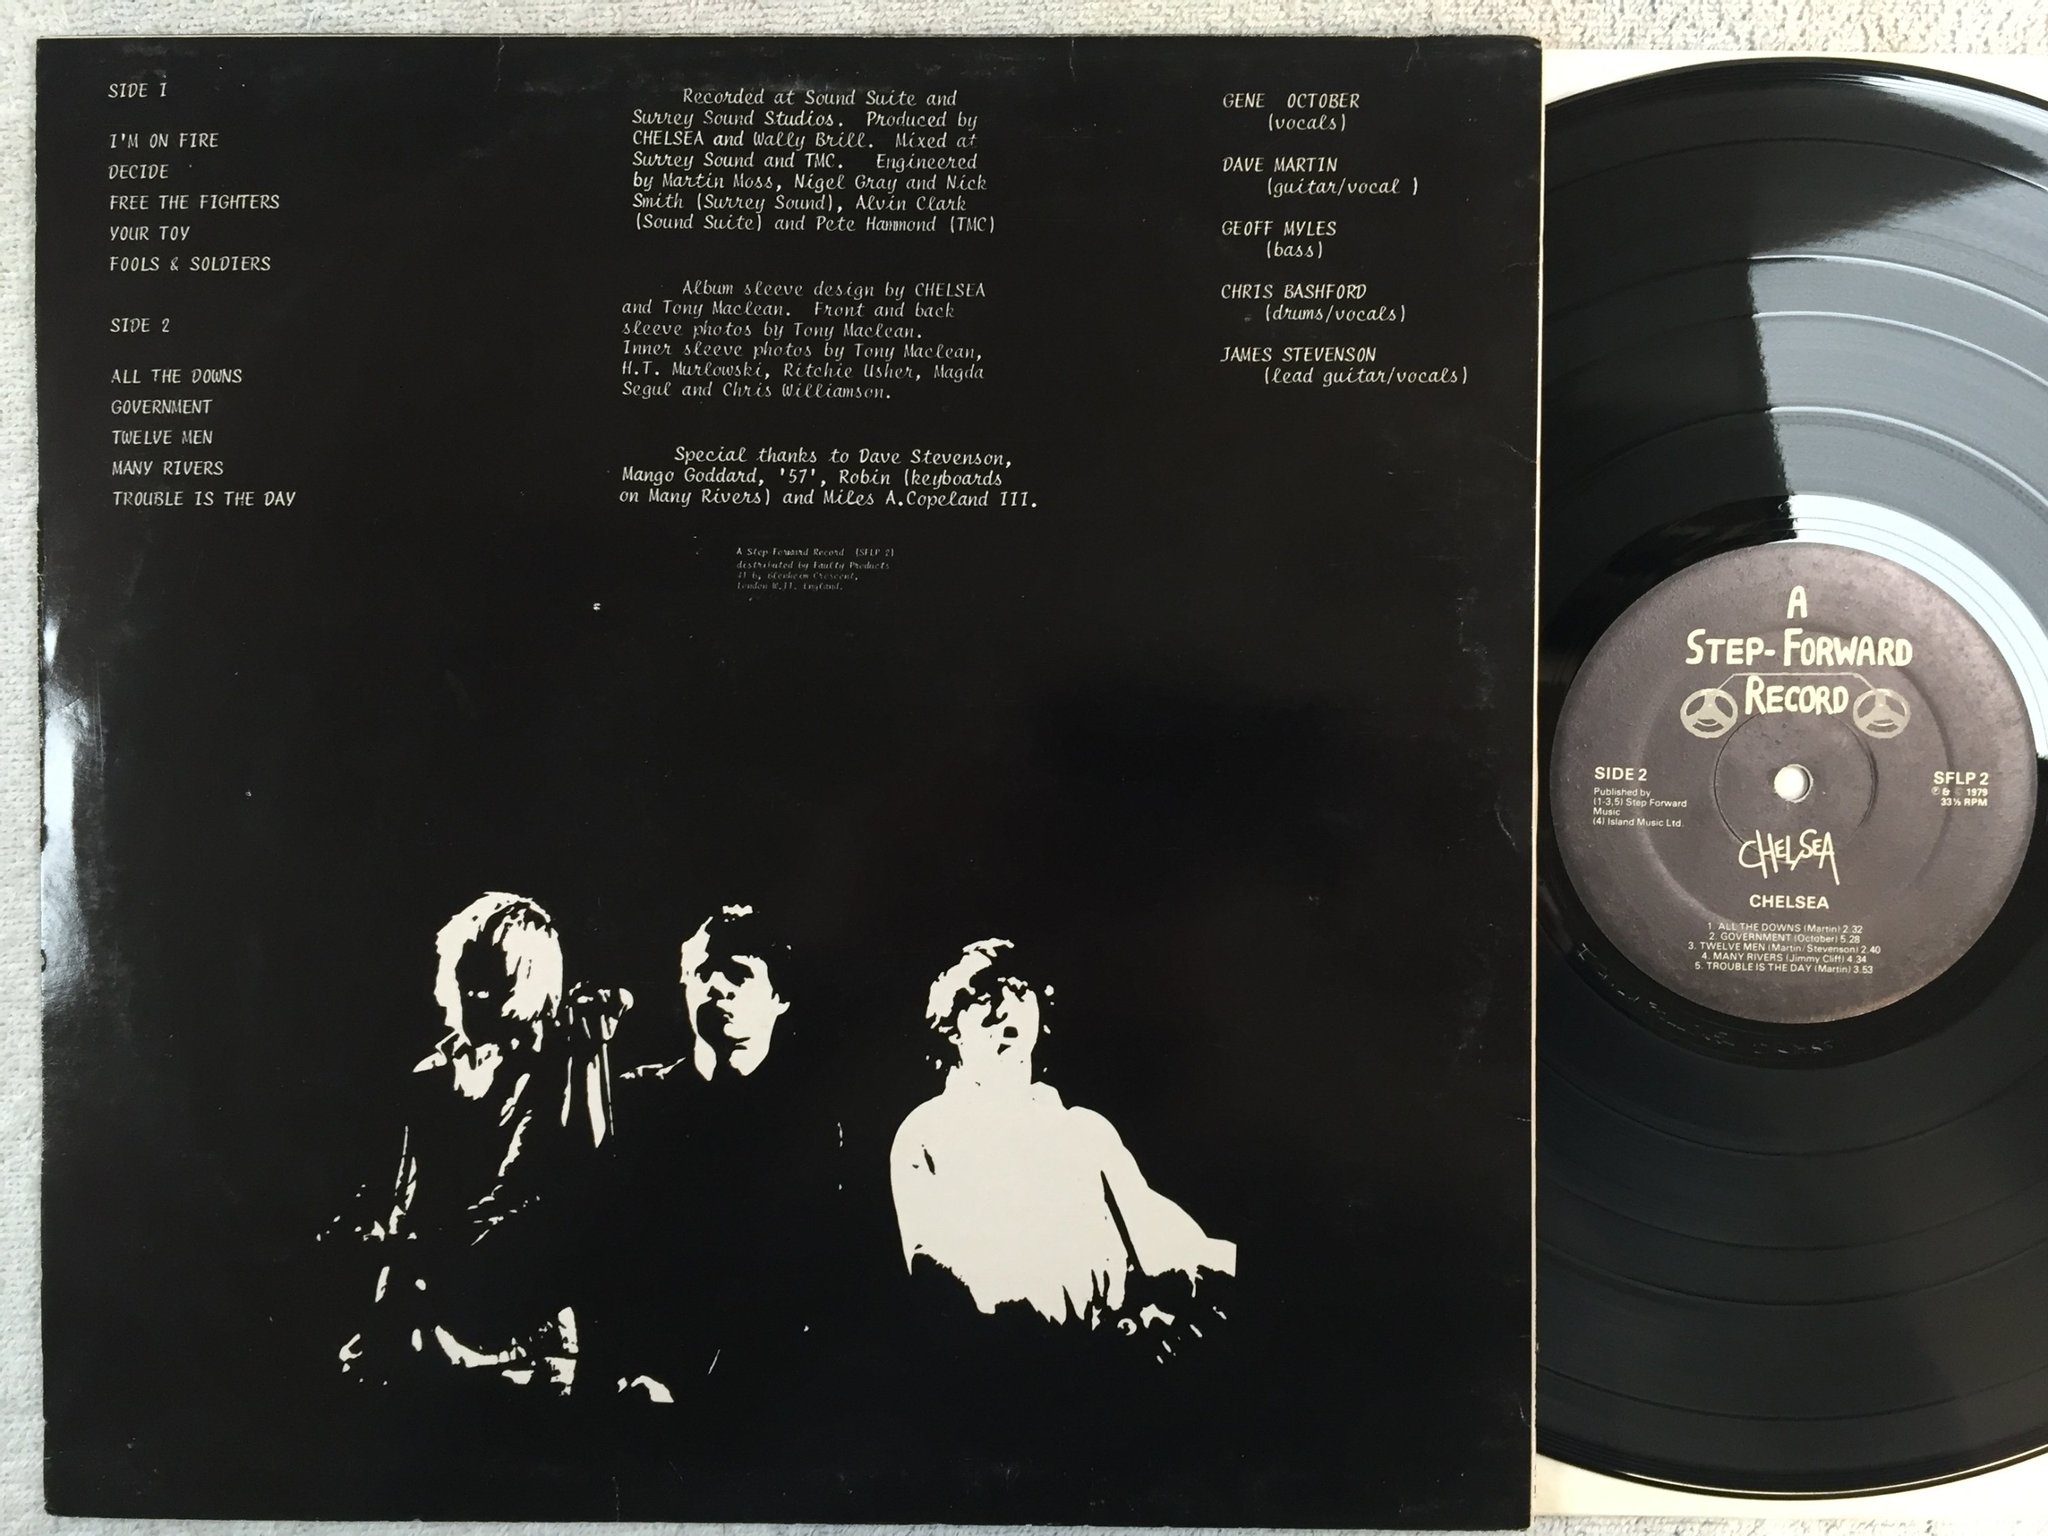 SIDE 1
I'M ON FIRE
DECIDE
FREE THE FIGHTERS
YOUR TOY
FOOLS & SOLDIERS
SIDE 2
ALL THE DOWNS
GOVERNMENT
TWELVE MEN
MANY RIVERS
TROUBLE IS THE DAY
Recorded at Sound Suite and
Surrey Sound Studios. Produced by
CHELSEA and Wally Brill. Mixed at
Surrey Sound and TMC. Engineered
by Martin Moss, Nigel Gray and Nick
Smith (Surrey Sound), Alvin Clark
(Sound Suite) and Pete Hammond (TMC)
Album sleeve design by CHELSEA
and Tony Maclean. Front and back
sleeve photos by Tony Maclean.
Inner sleeve photos by Tony Maclean,
H.T. Murlowski, Ritchie Usher, Magda
Segul and Chris Williamson.
Special thanks to Dave Stevenson,
Mango Goddard, '57', Robin (keyboards
on Many Rivers) and Miles A.Copeland III.
A Step Forward Record (SFLP 2)
distributed by Faulty Products
41 b, Blenheim Crescent,
London W.11. England.
GENE OCTOBER
(vocals)
DAVE MARTIN
(guitar/vocal )
GEOFF MYLES
(bass)
CHRIS BASHFORD
(drums/vocals)
JAMES STEVENSON
(lead guitar/vocals)
A
STEP-FORWARD
RECORD
SIDE 2
Published by
(1-3,5) Step Forward
Music
(4) Island Music Ltd.
SFLP 2
℗ & © 1979
33⅓ RPM
CHELSEA
CHELSEA
1. ALL THE DOWNS (Martin) 2.32
2. GOVERNMENT (October) 5.28
3. TWELVE MEN (Martin/Stevenson) 2.40
4. MANY RIVERS (Jimmy Cliff) 4.34
5. TROUBLE IS THE DAY (Martin) 3.53